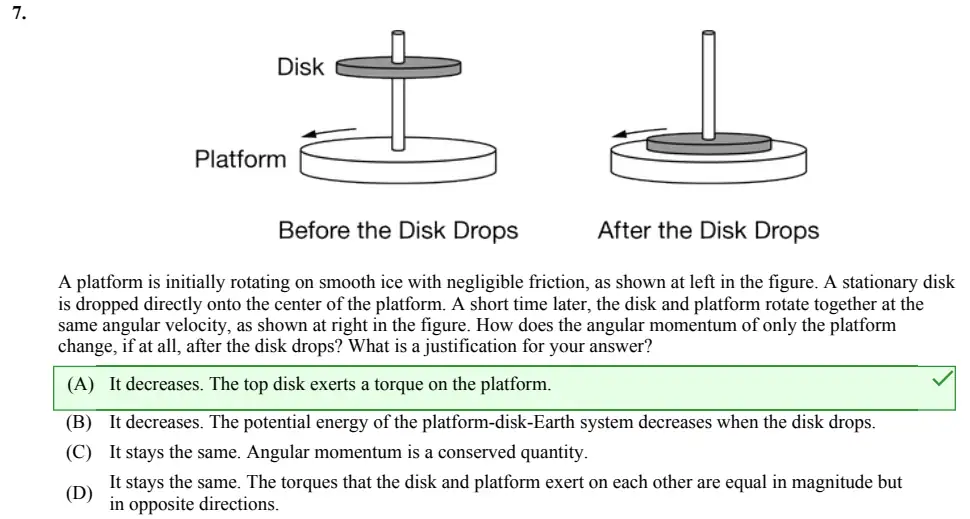 7.
Disk
Platform
Before the Disk Drops
After the Disk Drops
A platform is initially rotating on smooth ice with negligible friction, as shown at left in the figure. A stationary disk
is dropped directly onto the center of the platform. A short time later, the disk and platform rotate together at the
same angular velocity, as shown at right in the figure. How does the angular momentum of only the platform
change, if at all, after the disk drops? What is a justification for your answer?
(A) It decreases. The top disk exerts a torque on the platform.
(B) It decreases. The potential energy of the platform-disk-Earth system decreases when the disk drops.
(C) It stays the same. Angular momentum is a conserved quantity.
(D) It stays the same. The torques that the disk and platform exert on each other are equal in magnitude but
in opposite directions.